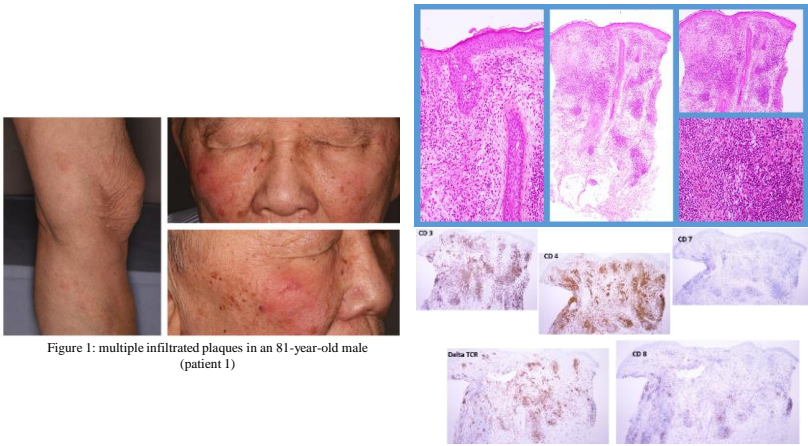 Figure 1: multiple infiltrated plaques in an 81-year-old male
(patient 1)
CD 3
CD 4
CD 7
Delta TCR
CD 8